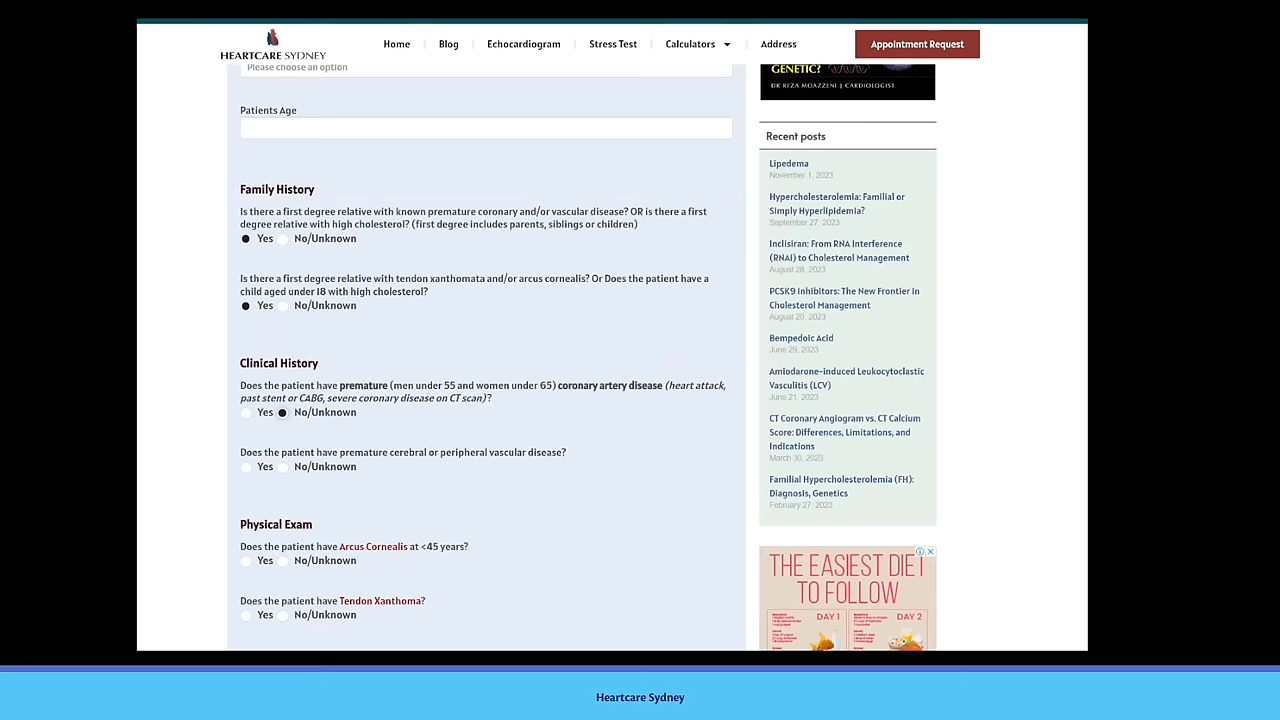 HEARTCARE SYDNEY
Home
Blog
Echocardiogram
Stress Test
Calculators
Address
Appointment Request
Please choose an option
Patients Age
Family History
Is there a first degree relative with known premature coronary and/or vascular disease? OR is there a first
degree relative with high cholesterol? (first degree includes parents, siblings or children)
Yes No/Unknown
Is there a first degree relative with tendon xanthomata and/or arcus cornealis? Or Does the patient have a
child aged under 18 with high cholesterol?
Yes No/Unknown
Clinical History
Does the patient have premature (men under 55 and women under 65) coronary artery disease (heart attack,
past stent or CABG, severe coronary disease on CT scan)?
Yes No/Unknown
Does the patient have premature cerebral or peripheral vascular disease?
Yes No/Unknown
Physical Exam
Does the patient have Arcus Cornealis at <45 years?
Yes No/Unknown
Does the patient have Tendon Xanthoma?
Yes No/Unknown
GENETIC?
DR REZA MOAZZENI | CARDIOLOGIST
Recent posts
Lipedema
November 1, 2023
Hypercholesterolemia: Familial or
Simply Hyperlipidemia?
September 27, 2023
Inclisiran: From RNA Interference
(RNAi) to Cholesterol Management
August 28, 2023
PCSK9 Inhibitors: The New Frontier in
Cholesterol Management
August 20, 2023
Bempedoic Acid
June 29, 2023
Amiodarone-induced Leukocytoclastic
Vasculitis (LCV)
June 21, 2023
CT Coronary Angiogram vs. CT Calcium
Score: Differences, Limitations, and
Indications
March 30, 2023
Familial Hypercholesterolemia (FH):
Diagnosis, Genetics
February 27, 2023
THE EASIEST DIET
TO FOLLOW
DAY 1
DAY 2
Heartcare Sydney